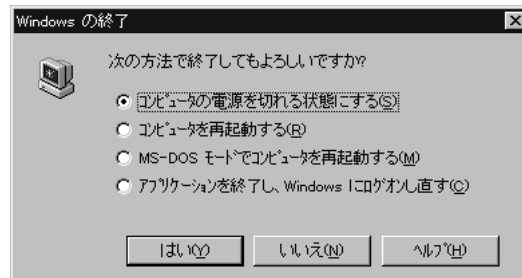 Windows の終了
次の方法で終了してもよろしいですか?
コンピュータの電源を切れる状態にする(S)
コンピュータを再起動する(R)
MS-DOS モードでコンピュータを再起動する(M)
アプリケーションを終了し、Windows にログオンし直す(C)
はい(Y) いいえ(N) ヘルプ(H)